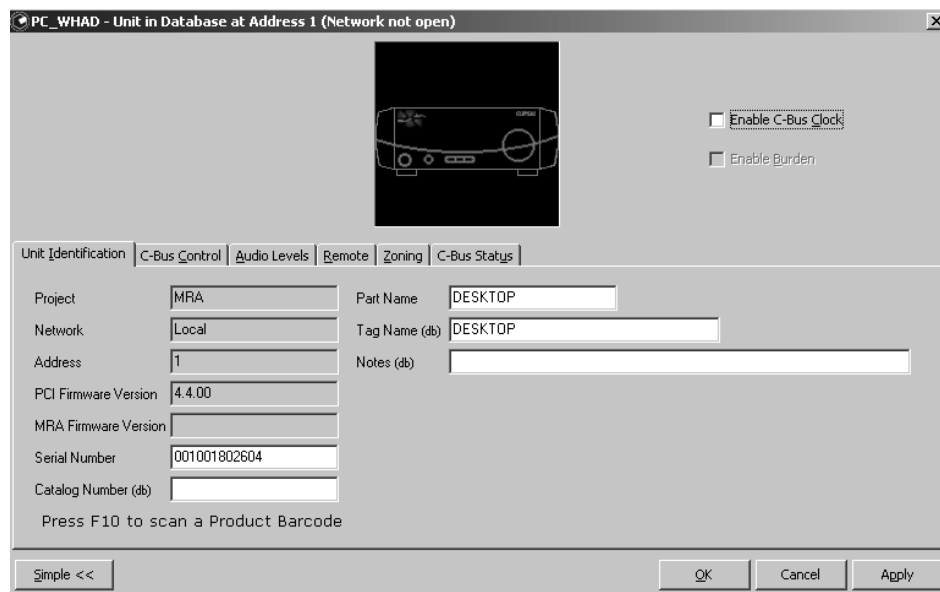 PC_WHAD - Unit in Database at Address 1 (Network not open)
CLIPSAL
Enable C-Bus Clock
Enable Burden
Unit Identification C-Bus Control Audio Levels Remote Zoning C-Bus Status
Project MRA Part Name DESKTOP
Network Local Tag Name (db) DESKTOP
Address 1 Notes (db)
PCI Firmware Version 4.4.00
MRA Firmware Version
Serial Number 001001802604
Catalog Number (db)
Press F10 to scan a Product Barcode
Simple << OK Cancel Apply